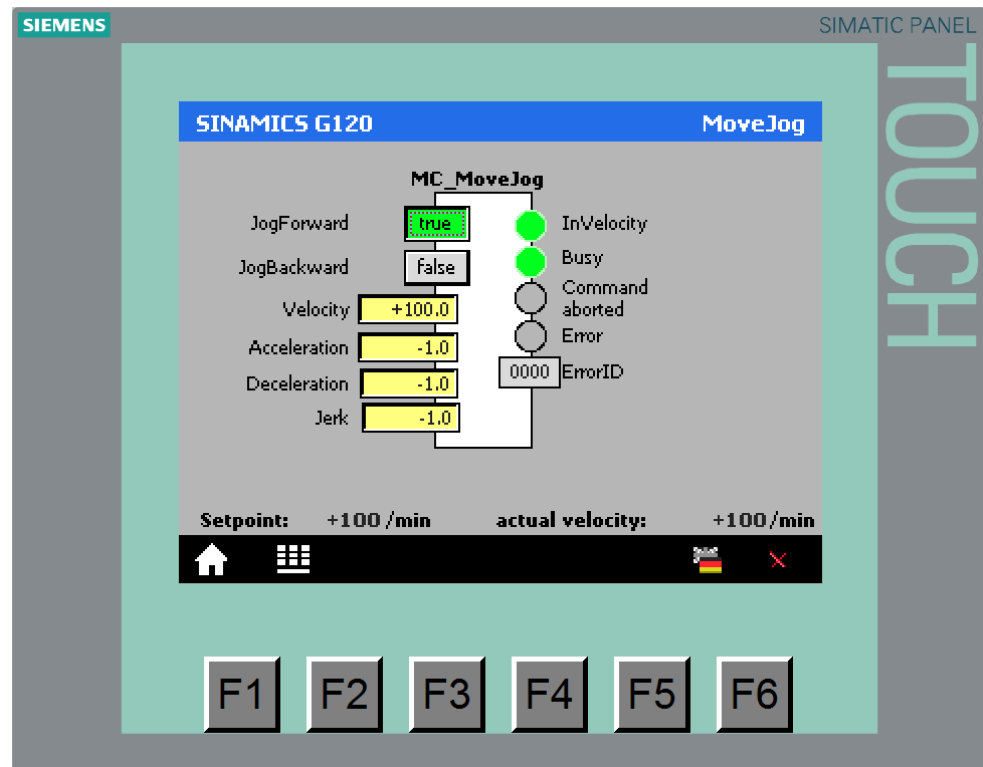 SIEMENS
SIMATIC PANEL
TOUCH
SINAMICS G120 MoveJog
MC_MoveJog
JogForward true InVelocity
JogBackward false Busy
Velocity +100.0 Command
aborted
Acceleration -1.0 Error
Deceleration -1.0 0000 ErrorID
Jerk -1.0
Setpoint: +100 /min actual velocity: +100 /min
F1 F2 F3 F4 F5 F6